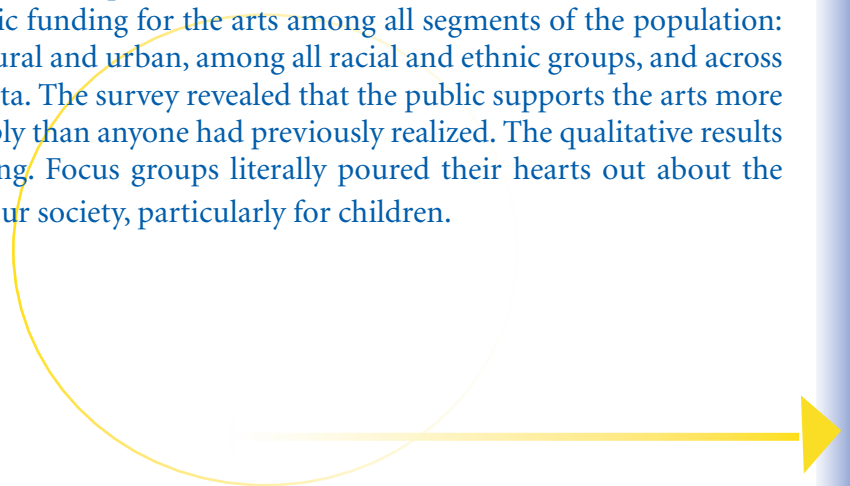 ic funding for the arts among all segments of the population:
ural and urban, among all racial and ethnic groups, and across
ta. The survey revealed that the public supports the arts more
ply than anyone had previously realized. The qualitative results
ng. Focus groups literally poured their hearts out about the
ur society, particularly for children.